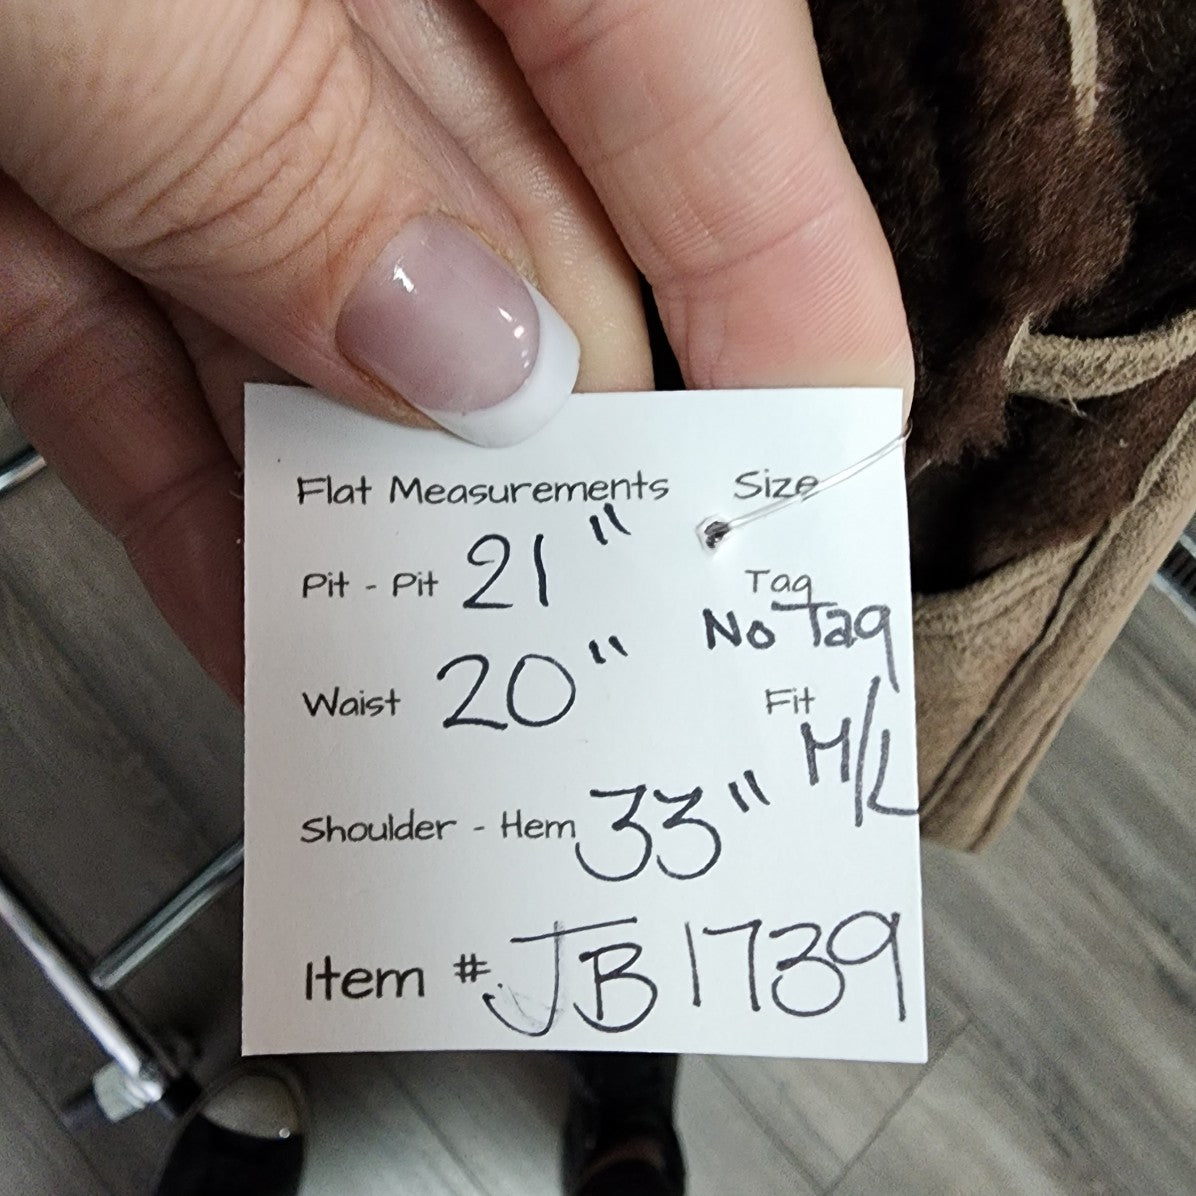 Flat Measurements Size
Pit - Pit 21"
Tag
No Tag
Waist 20"
Fit
M/L
Shoulder - Hem 33"
Item # JB1739